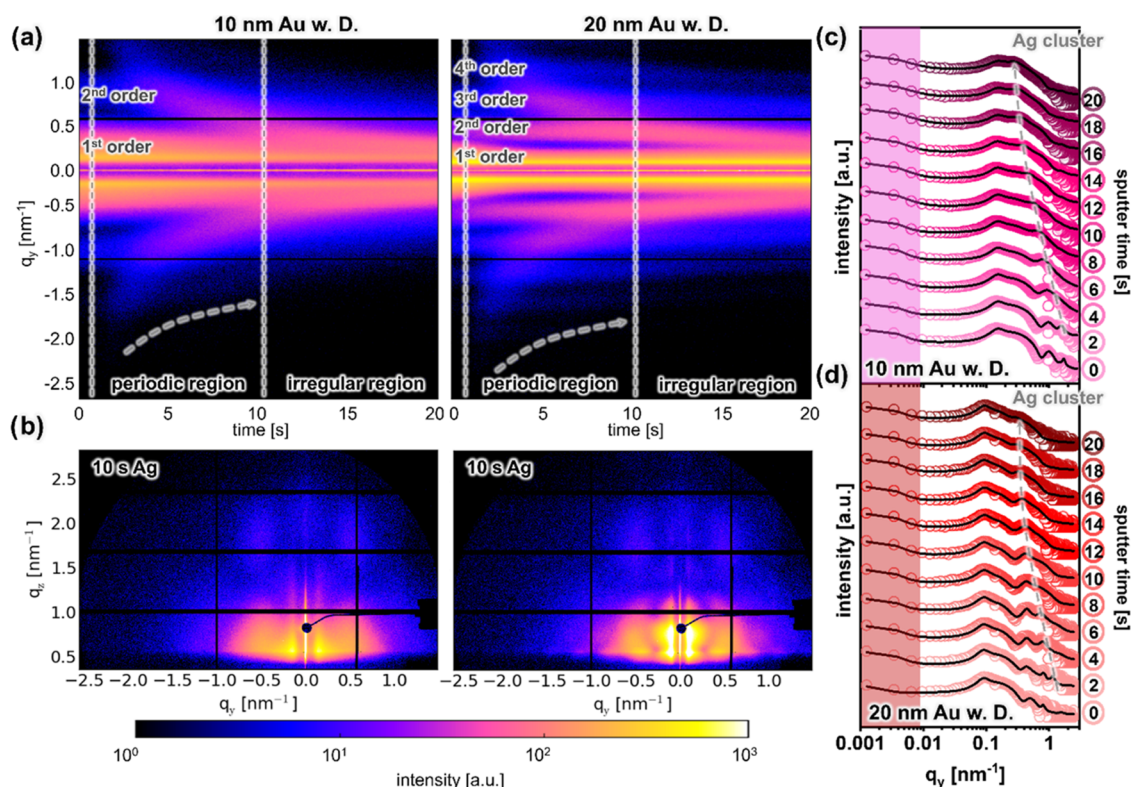 10 nm Au w. D.
20 nm Au w. D.
(a)
q_y [nm⁻¹]
1.0
0.5
0.0
-0.5
-1.0
-1.5
-2.0
-2.5
2nd order
1st order
periodic region
irregular region
0 5 10 15 20
time [s]
4th order
3rd order
2nd order
1st order
periodic region
irregular region
0 5 10 15 20
time [s]
(b)
10 s Ag
q_z [nm⁻¹]
2.5
2.0
1.5
1.0
0.5
−2.5 −2.0 −1.5 −1.0 −0.5 0.0 0.5 1.0
q_y [nm⁻¹]
10 s Ag
−2.5 −2.0 −1.5 −1.0 −0.5 0.0 0.5 1.0
q_y [nm⁻¹]
10⁰ 10¹ 10² 10³
intensity [a.u.]
(c)
Ag cluster
intensity [a.u.]
20
18
16
14
12
10
8
6
4
2
0
sputter time [s]
10 nm Au w. D.
(d)
Ag cluster
intensity [a.u.]
20
18
16
14
12
10
8
6
4
2
0
sputter time [s]
20 nm Au w. D.
0.001 0.01 0.1 1
q_y [nm⁻¹]